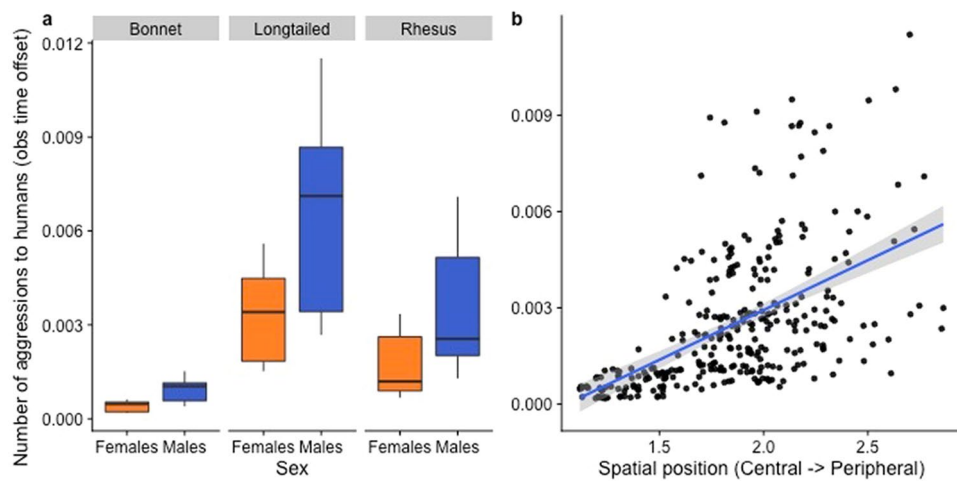 a
Bonnet Longtailed Rhesus
Number of aggressions to humans (obs time offset)
0.012
0.009
0.006
0.003
0.000
Females Males Females Males Females Males
Sex
b
0.009
0.006
0.003
0.000
1.5 2.0 2.5
Spatial position (Central -> Peripheral)